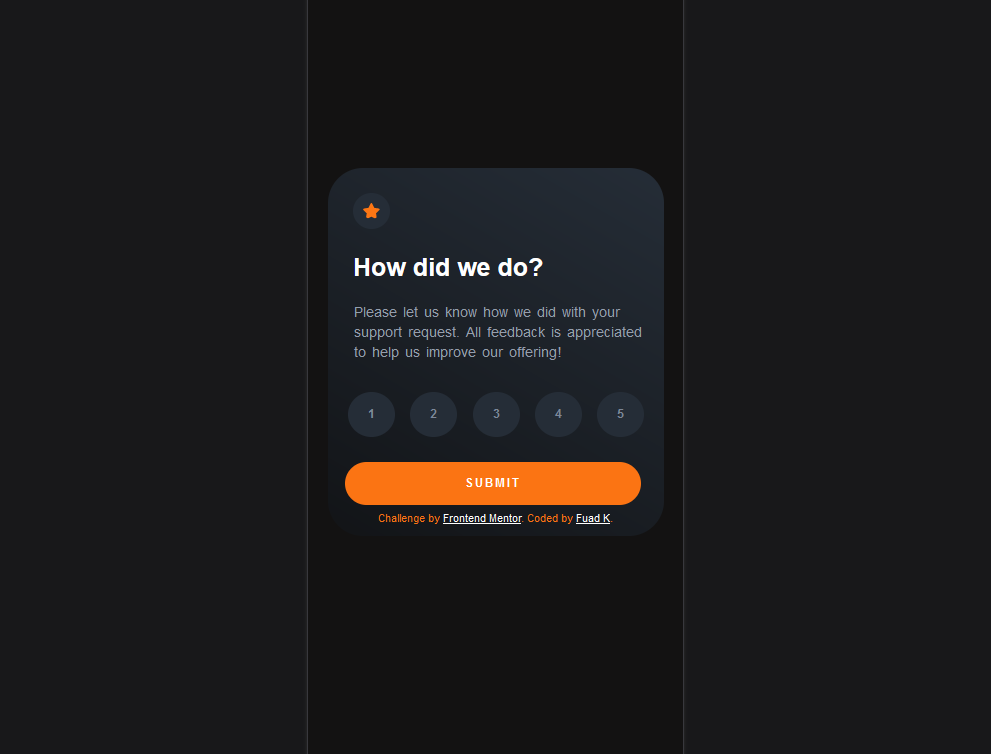 How did we do?
Please let us know how we did with your
support request. All feedback is appreciated
to help us improve our offering!
1 2 3 4 5
SUBMIT
Challenge by Frontend Mentor. Coded by Fuad K.